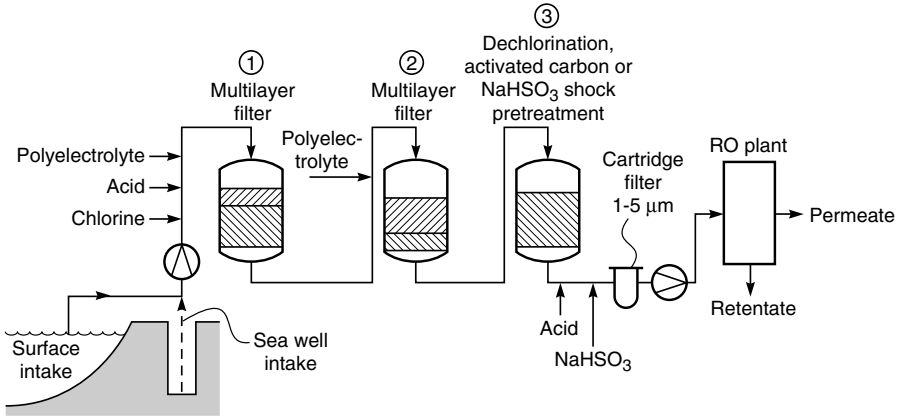 ①
Multilayer
filter
②
Multilayer
filter
③
Dechlorination,
activated carbon or
NaHSO₃ shock
pretreatment
Polyelectrolyte
Acid
Chlorine
Polyelec-
trolyte
Cartridge
filter
1-5 μm
RO plant
Permeate
Retentate
Acid
NaHSO₃
Surface
intake
Sea well
intake